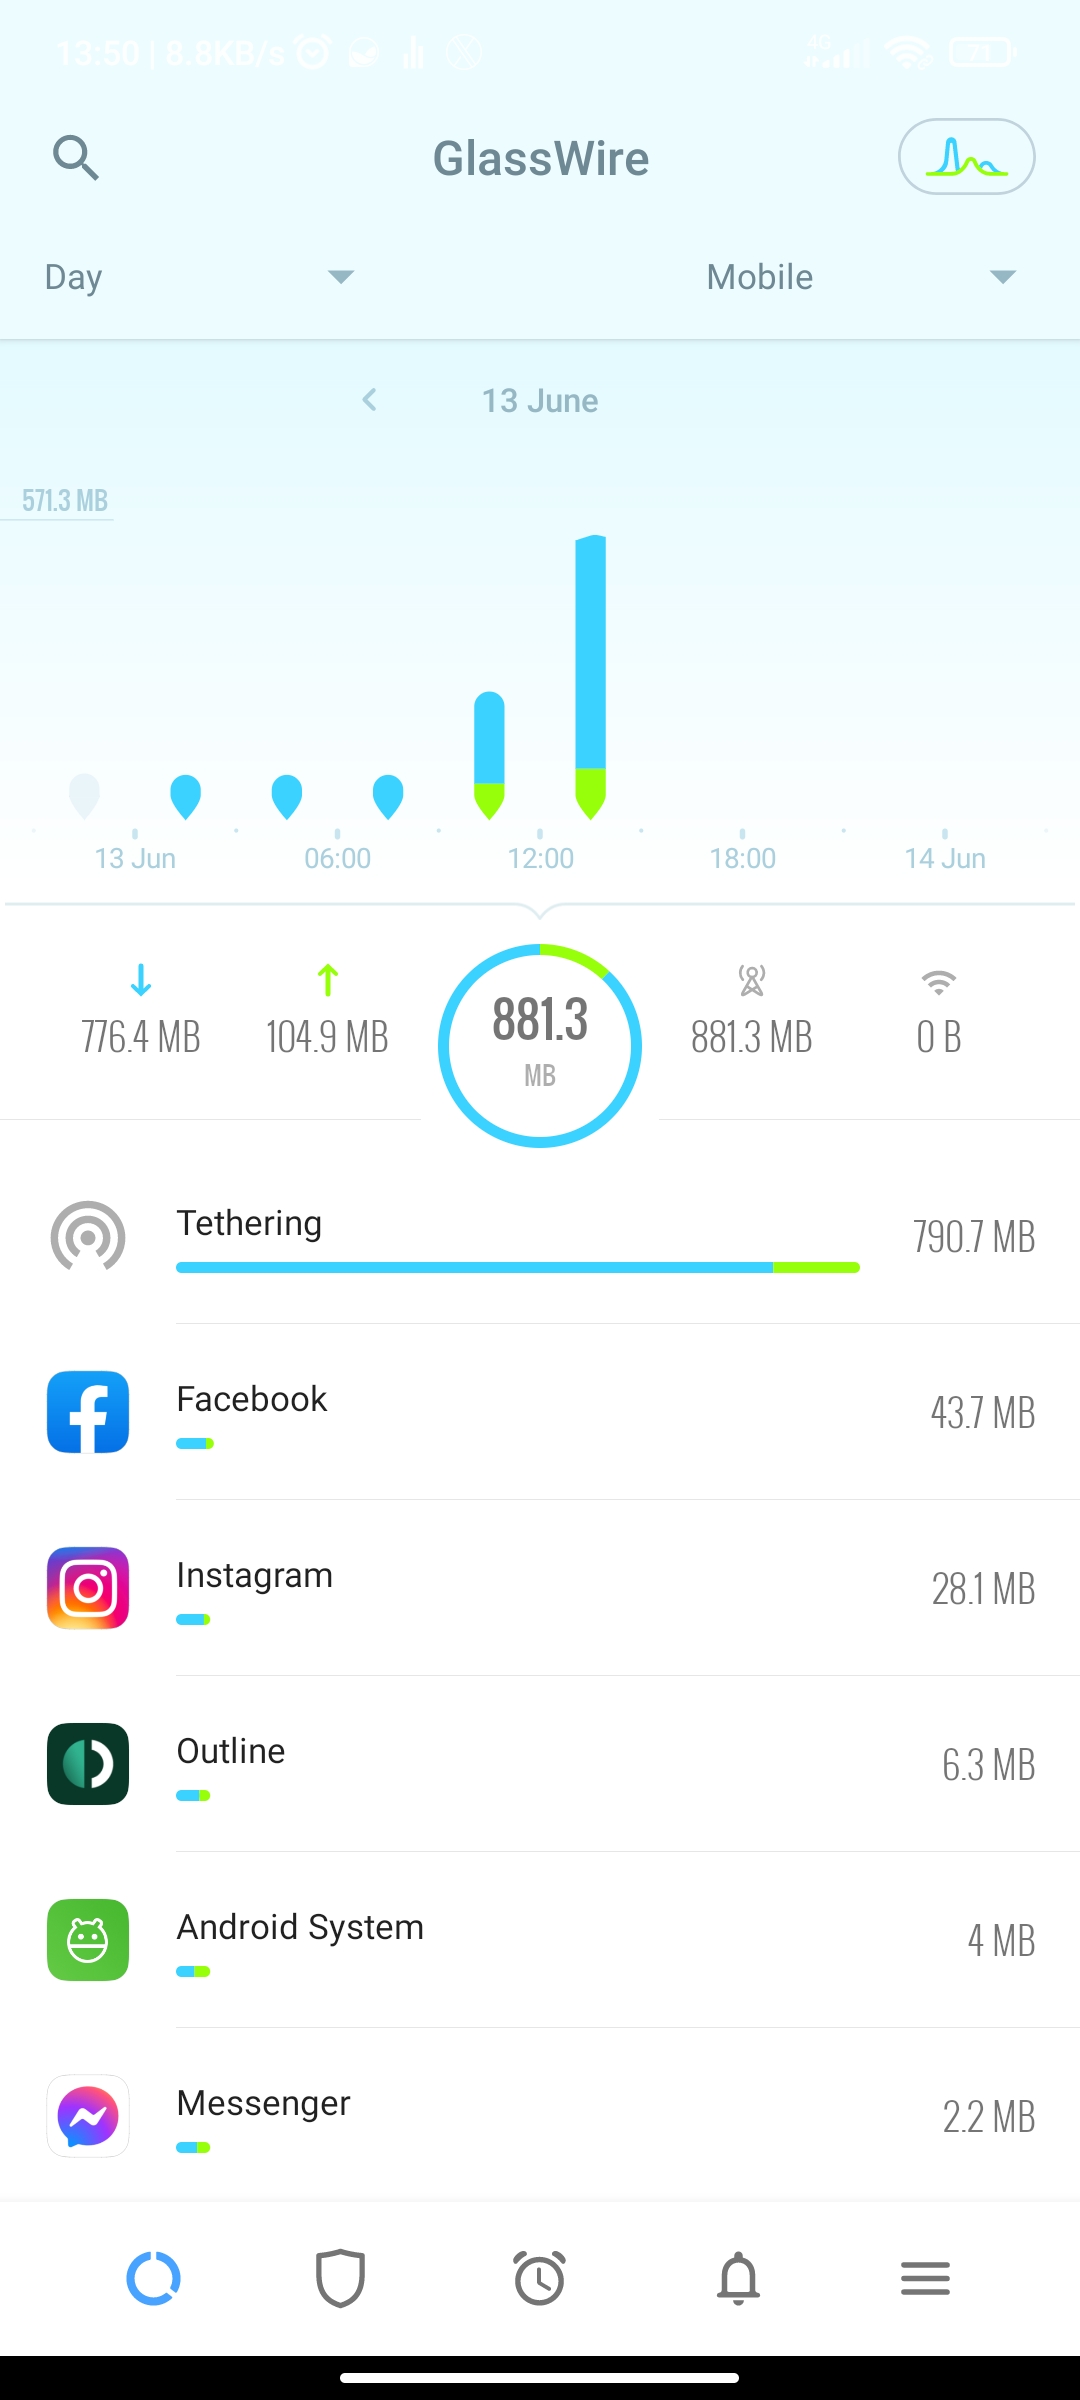 13:50 | 8.8KB/s
4G
GlassWire
Day
Mobile
13 June
571.3 MB
13 Jun
06:00
12:00
18:00
14 Jun
776.4 MB
104.9 MB
881.3
MB
881.3 MB
0 B
Tethering
790.7 MB
Facebook
43.7 MB
Instagram
28.1 MB
Outline
6.3 MB
Android System
4 MB
Messenger
2.2 MB